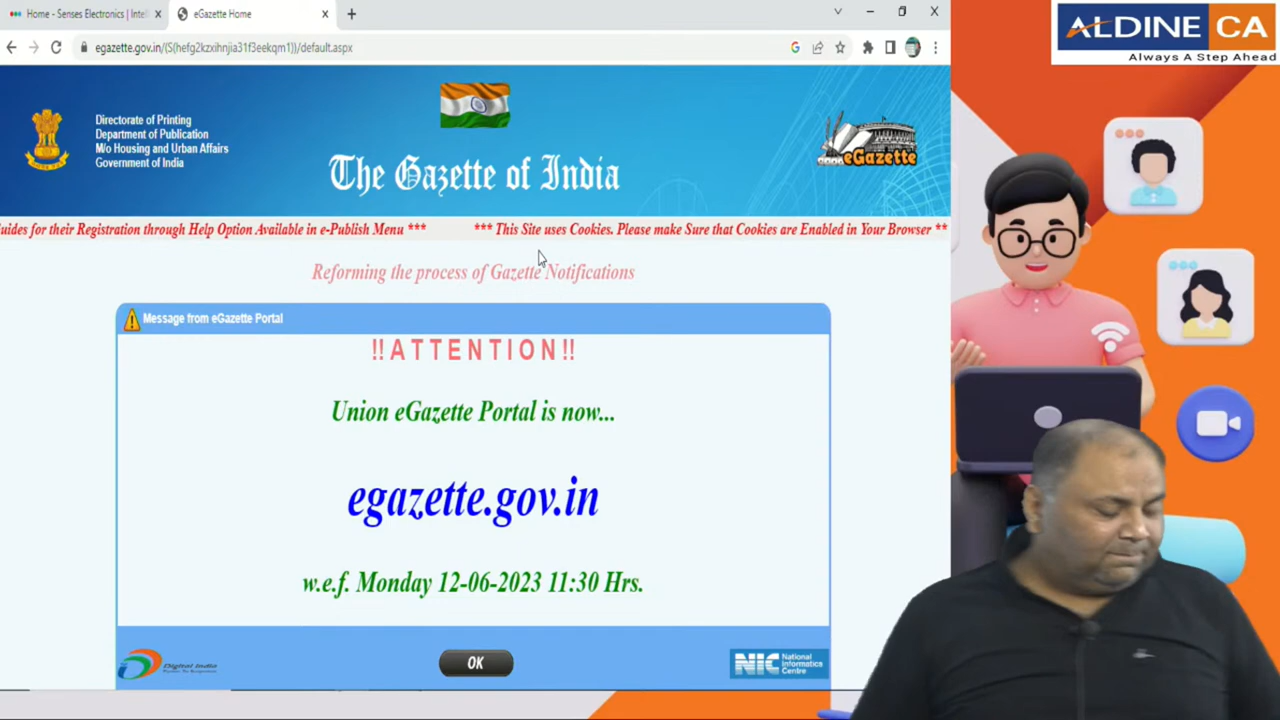 Home - Senses Electronics | Intel
eGazette Home
egazette.gov.in/(S(hefg2kzxihnjia31f3eekqm1))/default.aspx
ALDINE CA
Always A Step Ahead
Directorate of Printing
Department of Publication
M/o Housing and Urban Affairs
Government of India
The Gazette of India
eGazette
uides for their Registration through Help Option Available in e-Publish Menu *** *** This Site uses Cookies. Please make Sure that Cookies are Enabled in Your Browser **
Reforming the process of Gazette Notifications
Message from eGazette Portal
!! A T T E N T I O N !!
Union eGazette Portal is now...
egazette.gov.in
w.e.f. Monday 12-06-2023 11:30 Hrs.
Digital India
OK
NIC National
Informatics
Centre